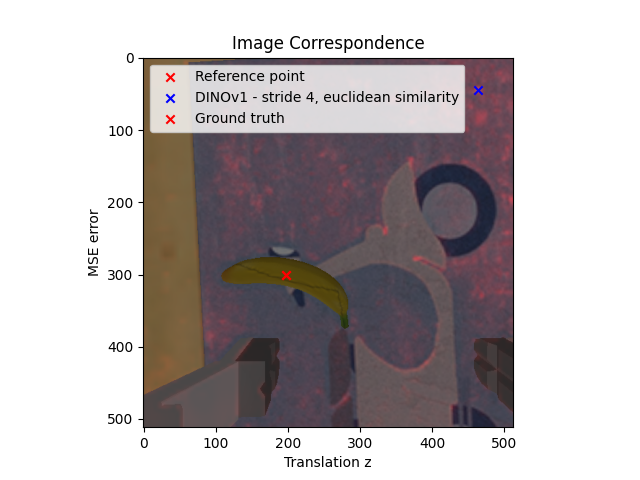 Image Correspondence
Reference point
DINOv1 - stride 4, euclidean similarity
Ground truth
MSE error
0
100
200
300
400
500
0 100 200 300 400 500
Translation z